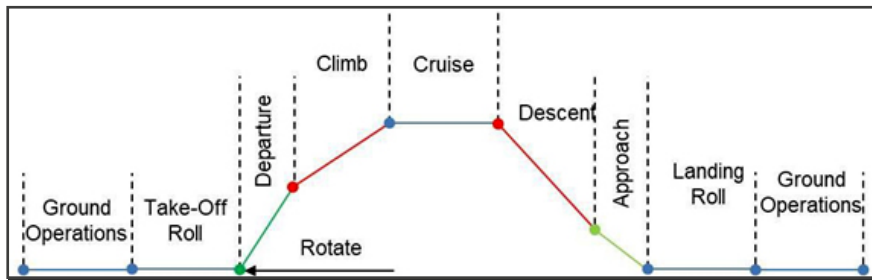 Ground
Operations
Take-Off
Roll
Departure
Rotate
Climb
Cruise
Descent
Approach
Landing
Roll
Ground
Operations